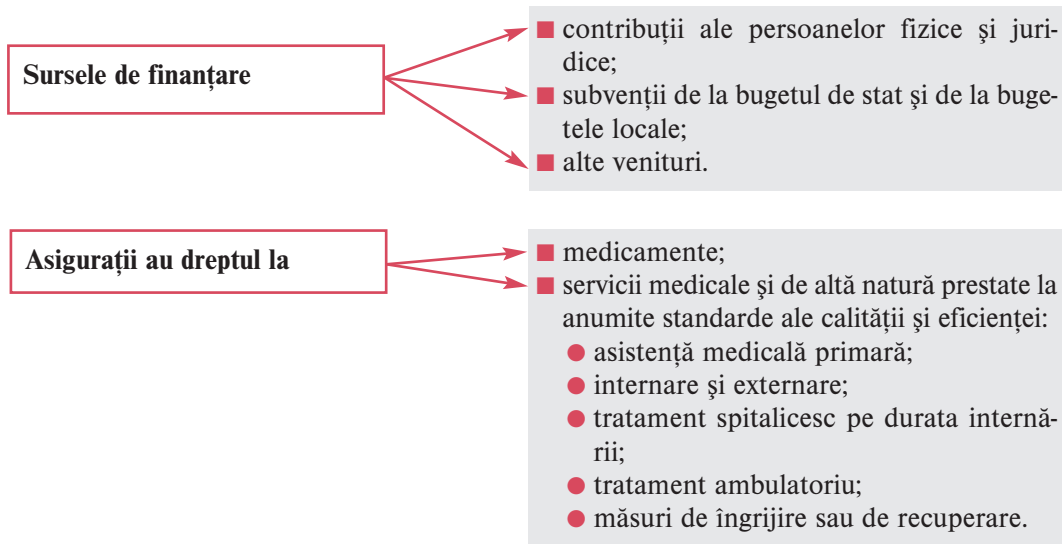 Sursele de finanțare
■ contribuții ale persoanelor fizice şi juri-
dice;
■ subvenții de la bugetul de stat şi de la buge-
tele locale;
■ alte venituri.
Asigurații au dreptul la
■ medicamente;
■ servicii medicale şi de altă natură prestate la
anumite standarde ale calității şi eficienței:
● asistență medicală primară;
● internare şi externare;
● tratament spitalicesc pe durata internă-
rii;
● tratament ambulatoriu;
● măsuri de îngrijire sau de recuperare.